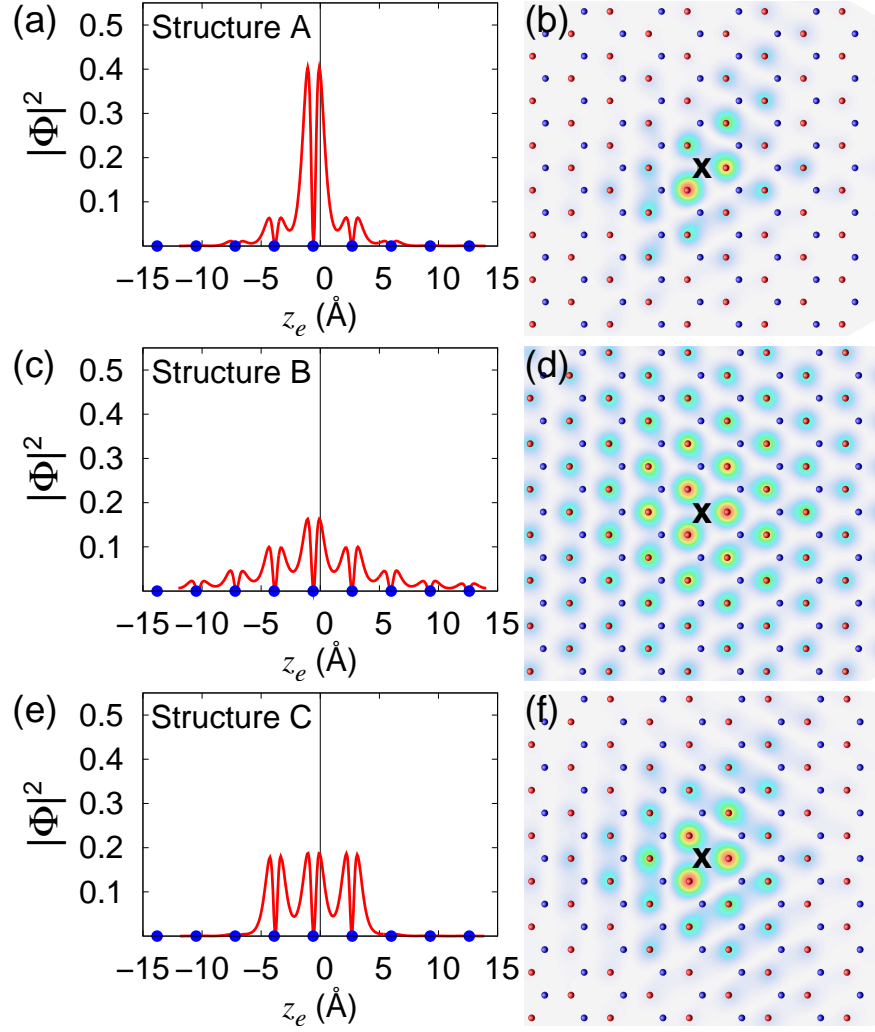 (a)
Structure A
|Φ|²
0.5
0.4
0.3
0.2
0.1
−15 −10 −5 0 5 10 15
z_e (Å)
(b)
X
(c)
Structure B
|Φ|²
0.5
0.4
0.3
0.2
0.1
−15 −10 −5 0 5 10 15
z_e (Å)
(d)
X
(e)
Structure C
|Φ|²
0.5
0.4
0.3
0.2
0.1
−15 −10 −5 0 5 10 15
z_e (Å)
(f)
X